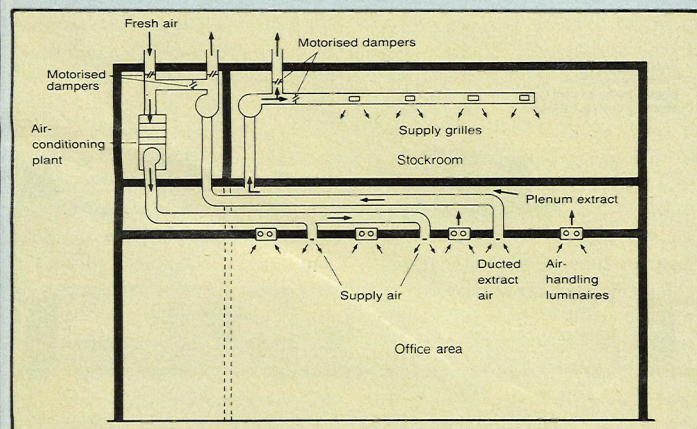 Fresh air
Motorised dampers
Motorised
dampers
Air-
conditioning
plant
Supply grilles
Stockroom
Plenum extract
Supply air
Ducted
extract
air
Air-
handling
luminaires
Office area